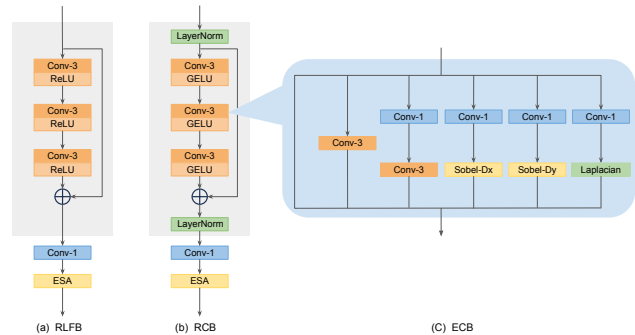 Conv-3
ReLU
Conv-3
ReLU
Conv-3
ReLU
Conv-1
ESA
(a) RLFB
LayerNorm
Conv-3
GELU
Conv-3
GELU
Conv-3
GELU
LayerNorm
Conv-1
ESA
(b) RCB
Conv-3
Conv-1
Conv-1
Conv-1
Conv-1
Conv-3
Sobel-Dx
Sobel-Dy
Laplacian
(C) ECB